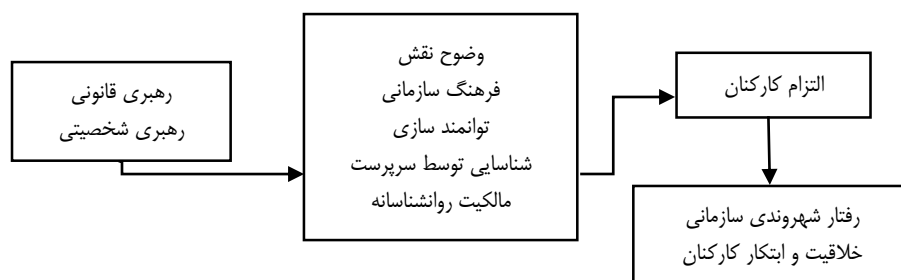 رهبری قانونی
رهبری شخصیتی
وضوح نقش
فرهنگ سازمانی
توانمند سازی
شناسایی توسط سرپرست
مالکیت روانشناسانه
التزام کارکنان
رفتار شهروندی سازمانی
خلاقیت و ابتکار کارکنان